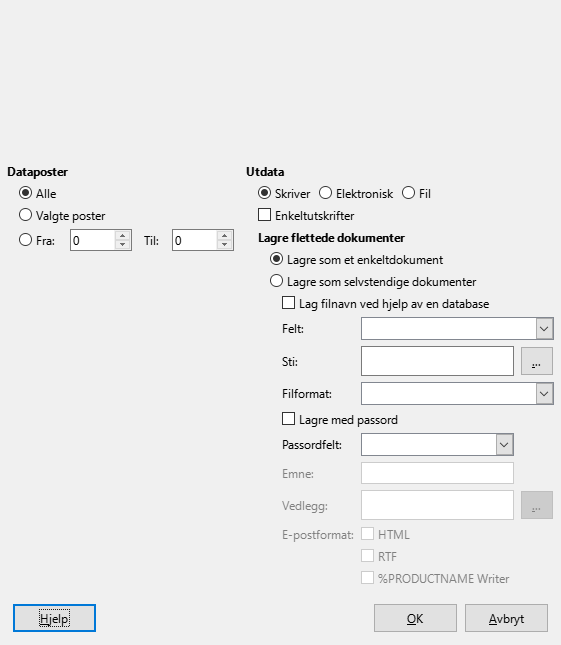 Dataposter
Alle
Valgte poster
Fra: 0 Til: 0
Utdata
Skriver Elektronisk Fil
Enkeltutskrifter
Lagre flettede dokumenter
Lagre som et enkeltdokument
Lagre som selvstendige dokumenter
Lag filnavn ved hjelp av en database
Felt:
Sti: ...
Filformat:
Lagre med passord
Passordfelt:
Emne:
Vedlegg: ...
E-postformat: HTML
RTF
%PRODUCTNAME Writer
Hjelp OK Avbryt